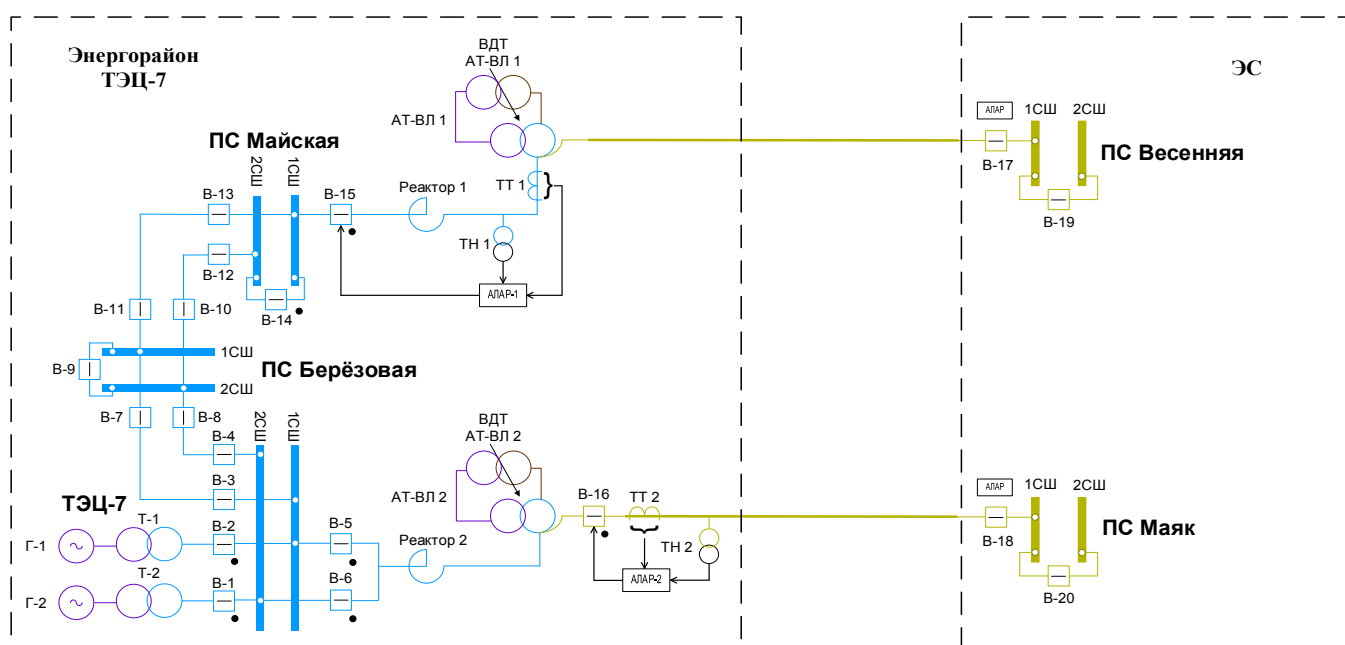 Энергорайон
ТЭЦ-7
ВДТ
АТ-ВЛ 1
АТ-ВЛ 1
ЭС
АЛАР
1СШ
2СШ
В-17
ПС Весенняя
В-19
ПС Майская
2СШ
1СШ
В-13
В-15
Реактор 1
ТТ 1
ТН 1
В-12
В-14
АЛАР-1
В-11
В-10
В-9
1СШ
2СШ
ПС Берёзовая
В-7
В-8
В-4
2СШ
1СШ
В-3
ВДТ
АТ-ВЛ 2
АТ-ВЛ 2
В-16
ТТ 2
ТН 2
АЛАР-2
АЛАР
1СШ
2СШ
В-18
ПС Маяк
В-20
ТЭЦ-7
Т-1
В-2
В-5
Г-1
Реактор 2
Т-2
В-1
В-6
Г-2